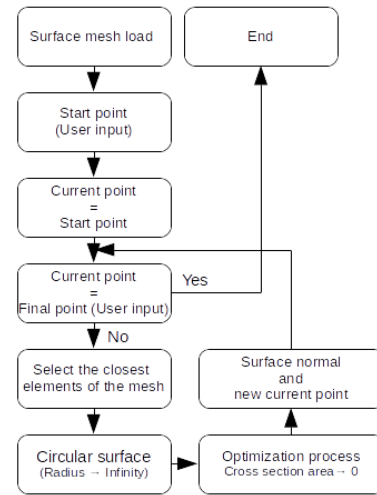 Surface mesh load
End
Start point
(User input)
Current point
=
Start point
Current point
=
Final point (User input)
Yes
No
Select the closest
elements of the mesh
Surface normal
and
new current point
Circular surface
(Radius → Infinity)
Optimization process
Cross section area→ 0